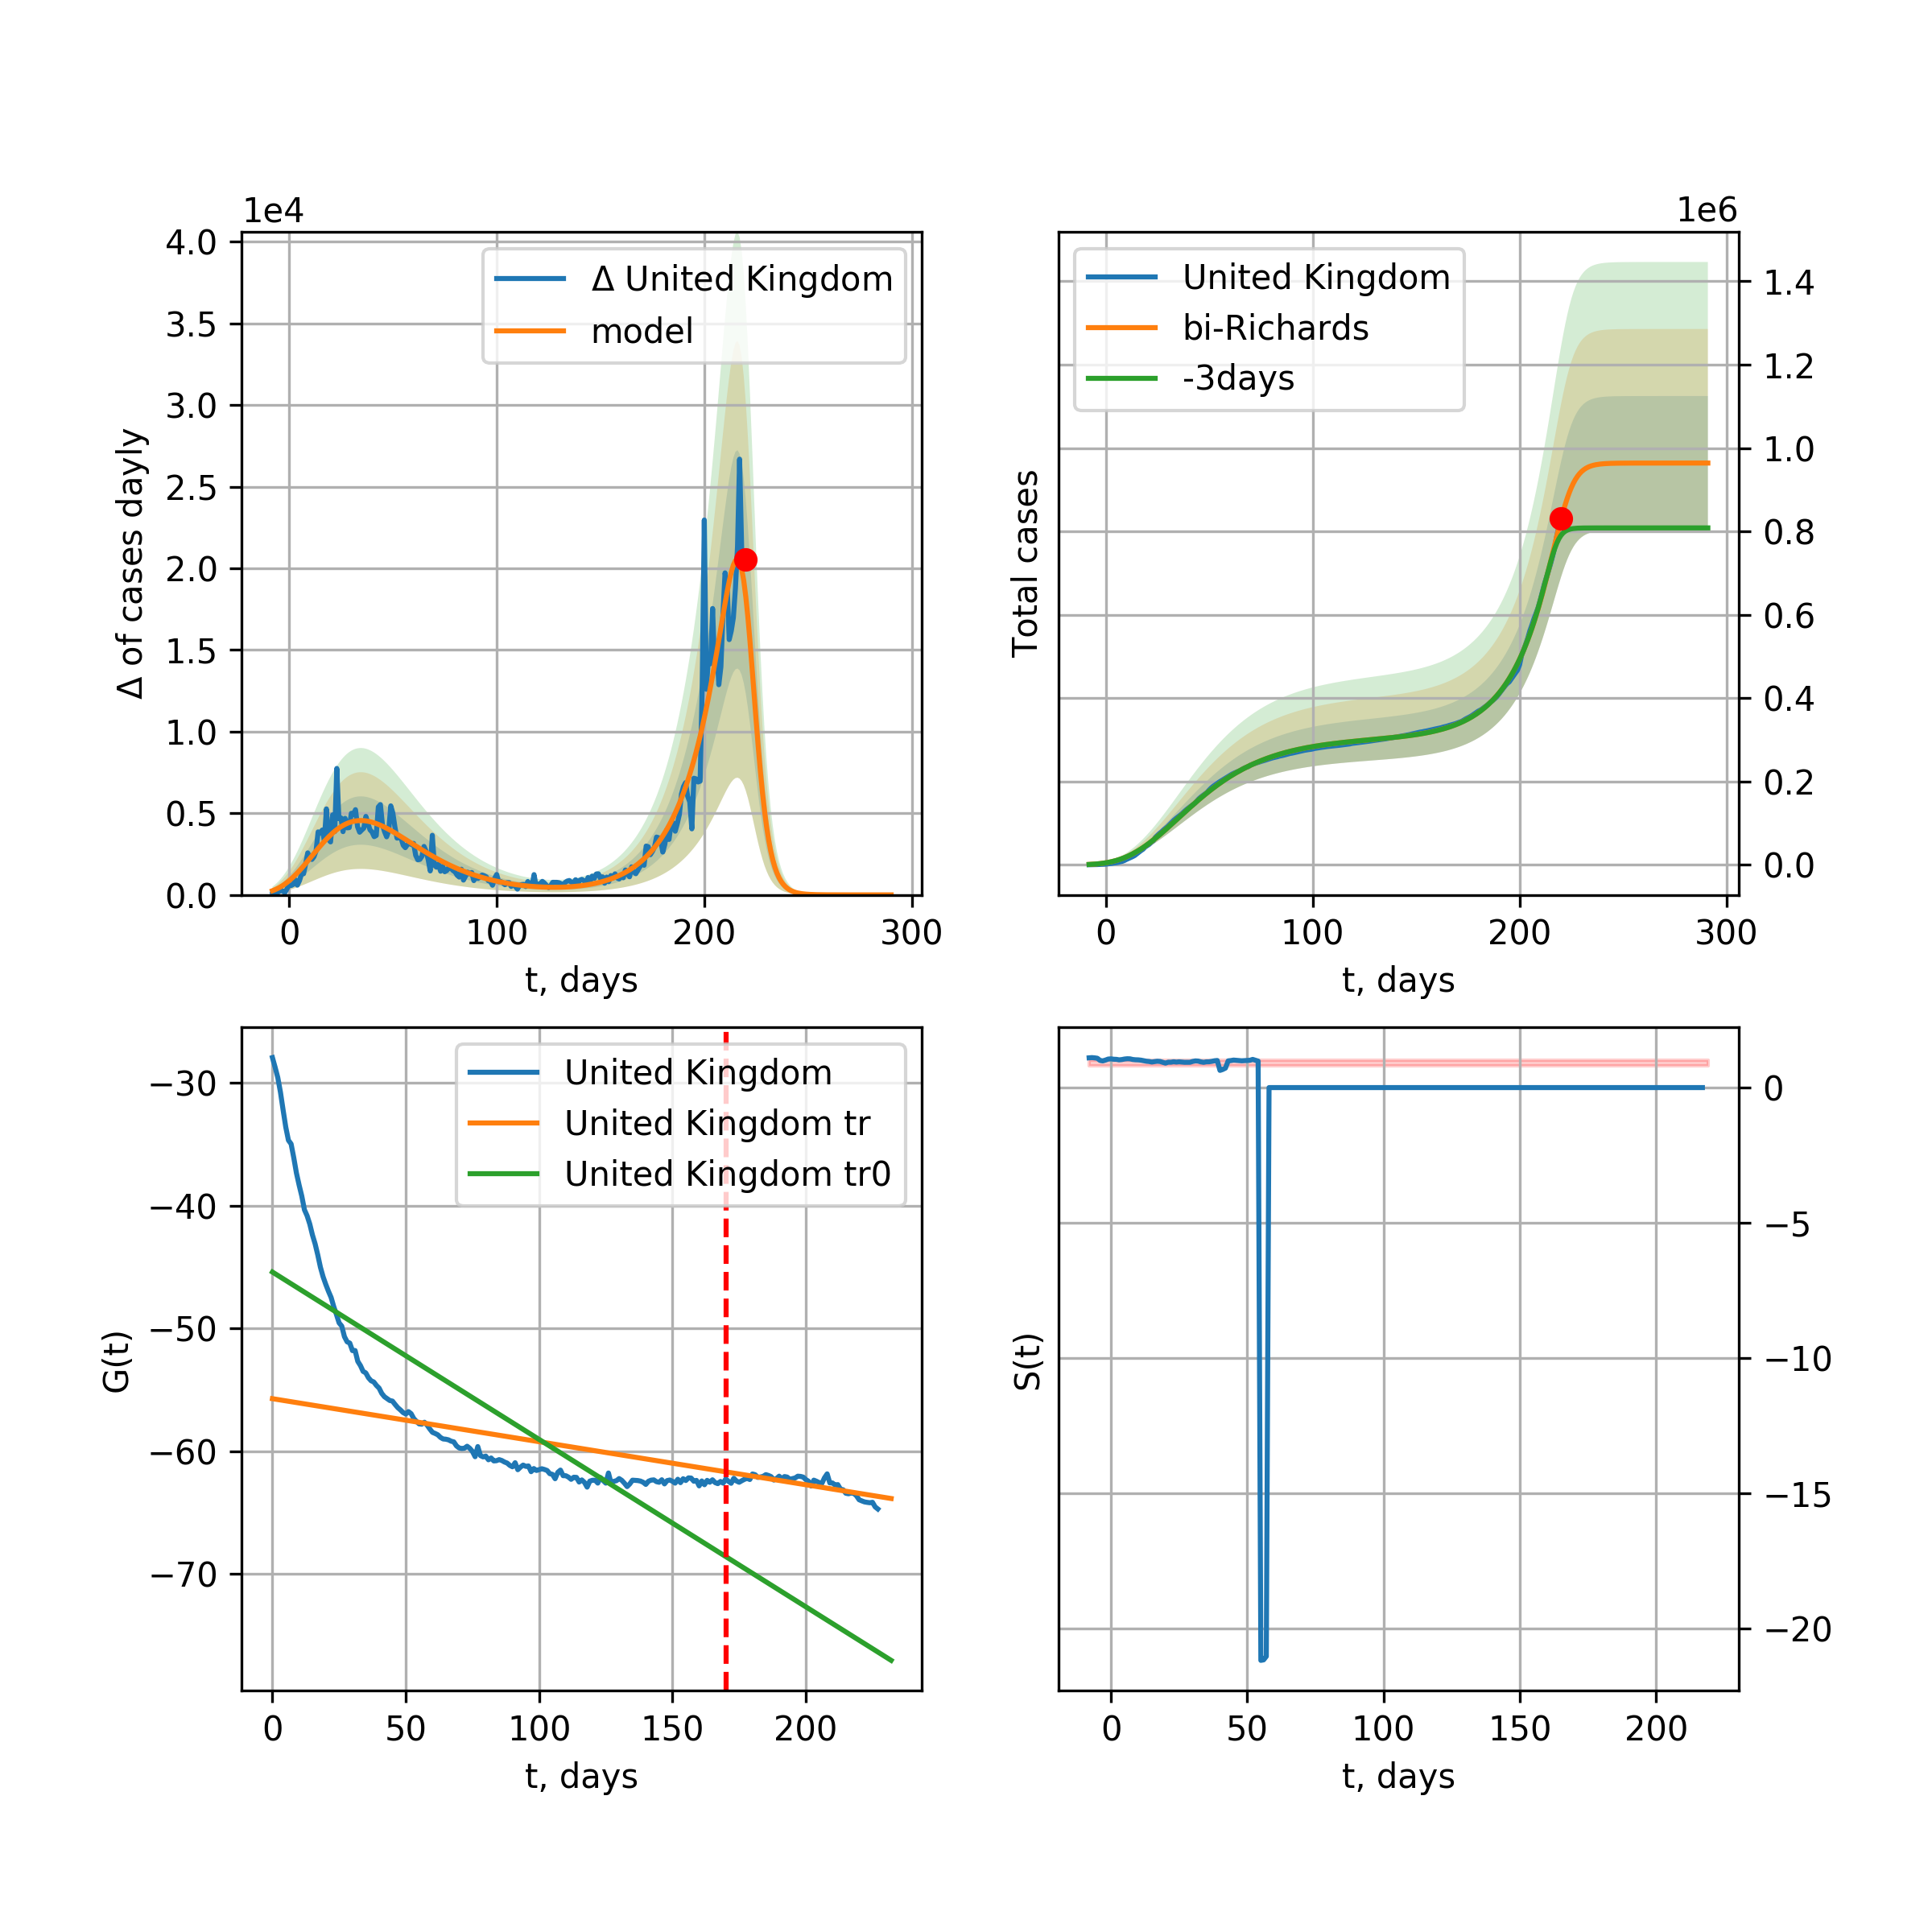 1e4
4.0
3.5
3.0
2.5
2.0
1.5
1.0
0.5
0.0
Δ of cases dayly
Δ United Kingdom
model
0
100
200
300
t, days
1e6
United Kingdom
bi-Richards
-3days
Total cases
1.4
1.2
1.0
0.8
0.6
0.4
0.2
0.0
0
100
200
300
t, days
−30
−40
−50
−60
−70
G(t)
United Kingdom
United Kingdom tr
United Kingdom tr0
0
50
100
150
200
t, days
S(t)
0
−5
−10
−15
−20
0
50
100
150
200
t, days